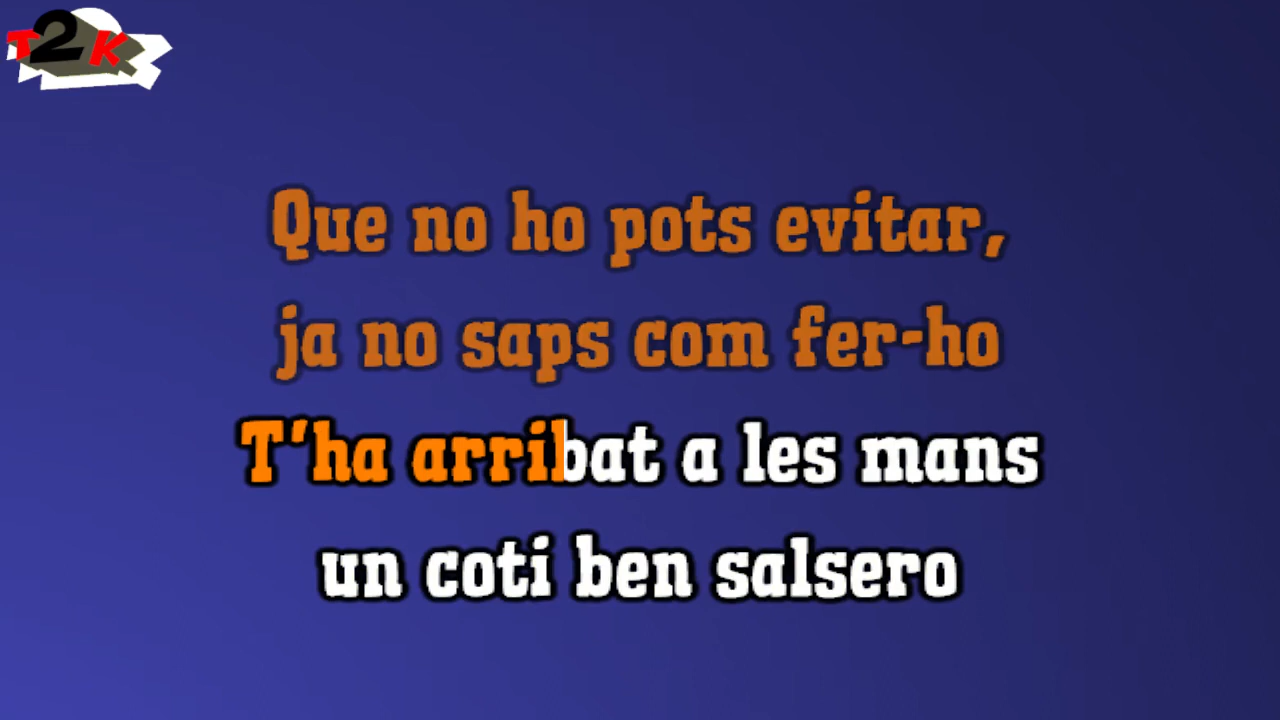 T2K
Que no ho pots evitar,
ja no saps com fer-ho
T'ha arribat a les mans
un coti ben salsero